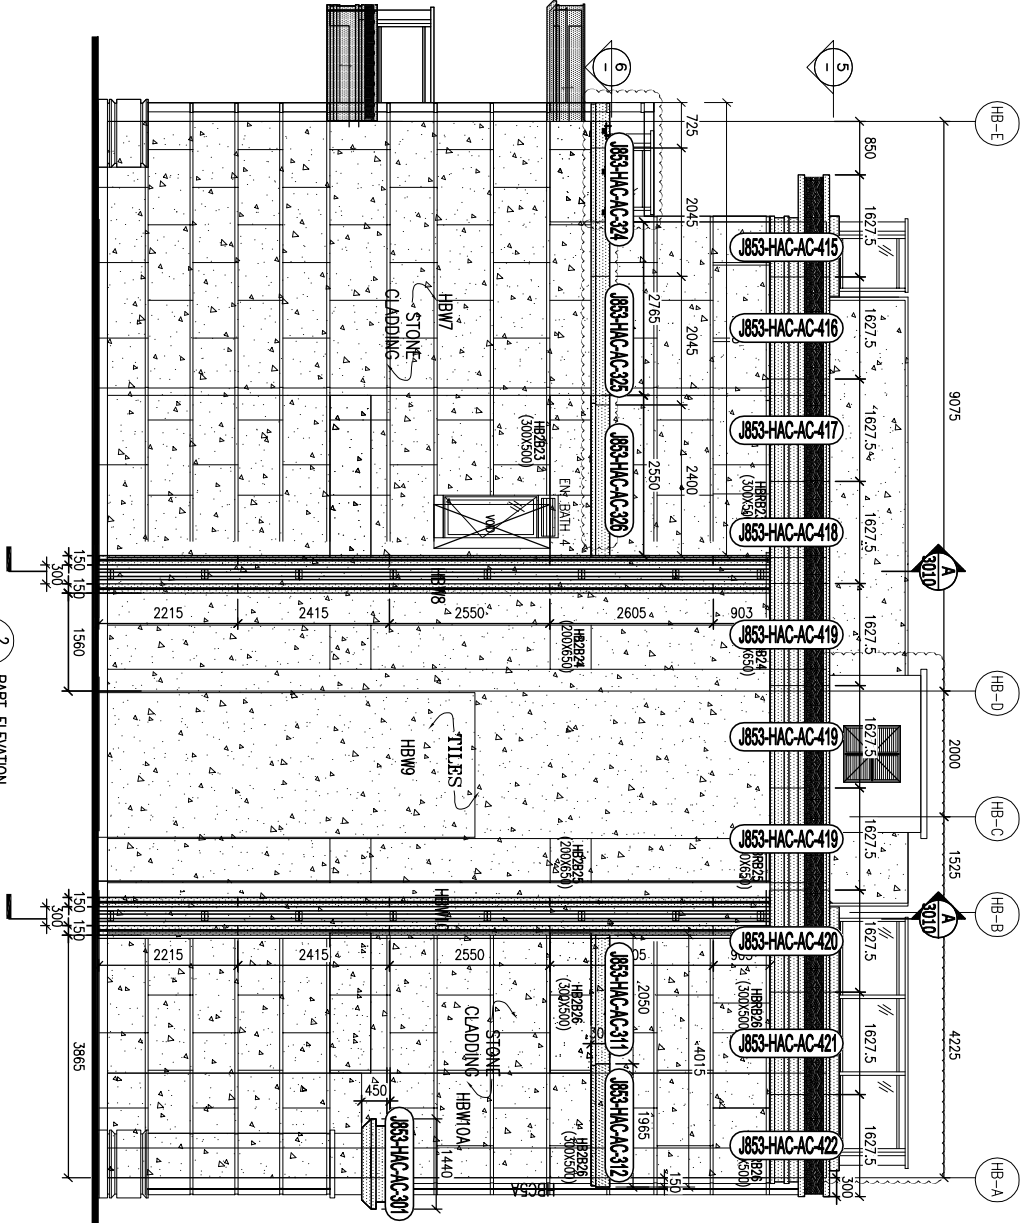 HB-E
HB-D
HB-C
HB-B
HB-A
9075
2000
1525
4225
850
1627.5
1627.5
1627.5
1627.5
1627.5
1627.5
1627.5
1627.5
1627.5
1627.5
300
5
-
6
-
A
3010
A
3010
J853-HAC-AC-415
J853-HAC-AC-416
J853-HAC-AC-417
J853-HAC-AC-418
J853-HAC-AC-419
J853-HAC-AC-419
J853-HAC-AC-419
J853-HAC-AC-420
J853-HAC-AC-421
J853-HAC-AC-422
725
2045
2045
2400
2765
2550
J853-HAC-AC-324
J853-HAC-AC-325
J853-HAC-AC-326
J853-HAC-AC-311
J853-HAC-AC-312
2050
4015
1965
150
HBRB26
(300X500)
HB2B23
(300X500)
HB2B24
(200X650)
HB2B25
(200X650)
HB2B26
(300X500)
HB2B26
(300X500)
BATH 4
VOID
HBW7
STONE
CLADDING
HBW8
TILES
HBW9
STONE
CLADDING
HBW10A
2215
2415
2550
2605
903
2215
2415
2550
450
1440
J853-HAC-AC-301
HBC5A
150
300
150
1560
150
300
150
3865
2
PART ELEVATION